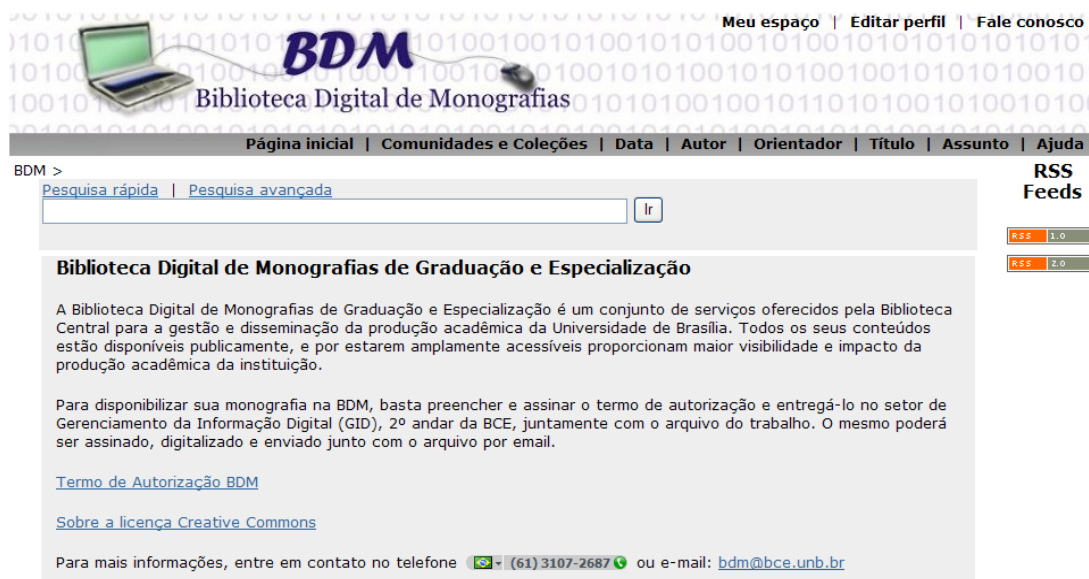 Meu espaço | Editar perfil | Fale conosco
BDM
Biblioteca Digital de Monografias
Página inicial | Comunidades e Coleções | Data | Autor | Orientador | Título | Assunto | Ajuda
BDM >
RSS
Feeds
Pesquisa rápida | Pesquisa avançada
Ir
RSS 1.0
RSS 2.0
Biblioteca Digital de Monografias de Graduação e Especialização
A Biblioteca Digital de Monografias de Graduação e Especialização é um conjunto de serviços oferecidos pela Biblioteca
Central para a gestão e disseminação da produção acadêmica da Universidade de Brasília. Todos os seus conteúdos
estão disponíveis publicamente, e por estarem amplamente acessíveis proporcionam maior visibilidade e impacto da
produção acadêmica da instituição.
Para disponibilizar sua monografia na BDM, basta preencher e assinar o termo de autorização e entregá-lo no setor de
Gerenciamento da Informação Digital (GID), 2º andar da BCE, juntamente com o arquivo do trabalho. O mesmo poderá
ser assinado, digitalizado e enviado junto com o arquivo por email.
Termo de Autorização BDM
Sobre a licença Creative Commons
Para mais informações, entre em contato no telefone (61) 3107-2687 ou e-mail: bdm@bce.unb.br